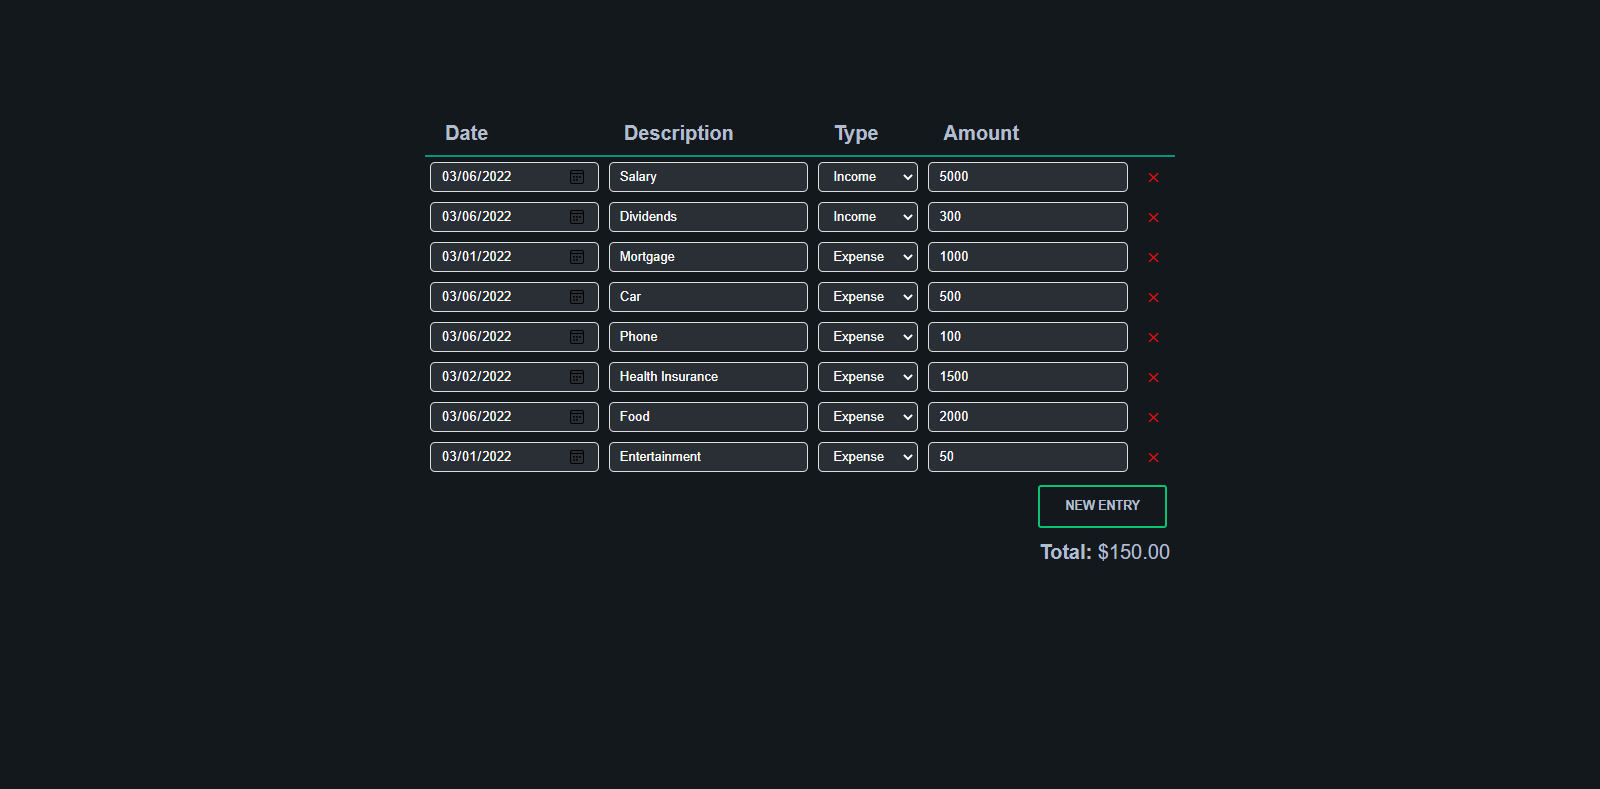 Date Description Type Amount
03/06/2022 Salary Income 5000
03/06/2022 Dividends Income 300
03/01/2022 Mortgage Expense 1000
03/06/2022 Car Expense 500
03/06/2022 Phone Expense 100
03/02/2022 Health Insurance Expense 1500
03/06/2022 Food Expense 2000
03/01/2022 Entertainment Expense 50
NEW ENTRY
Total: $150.00